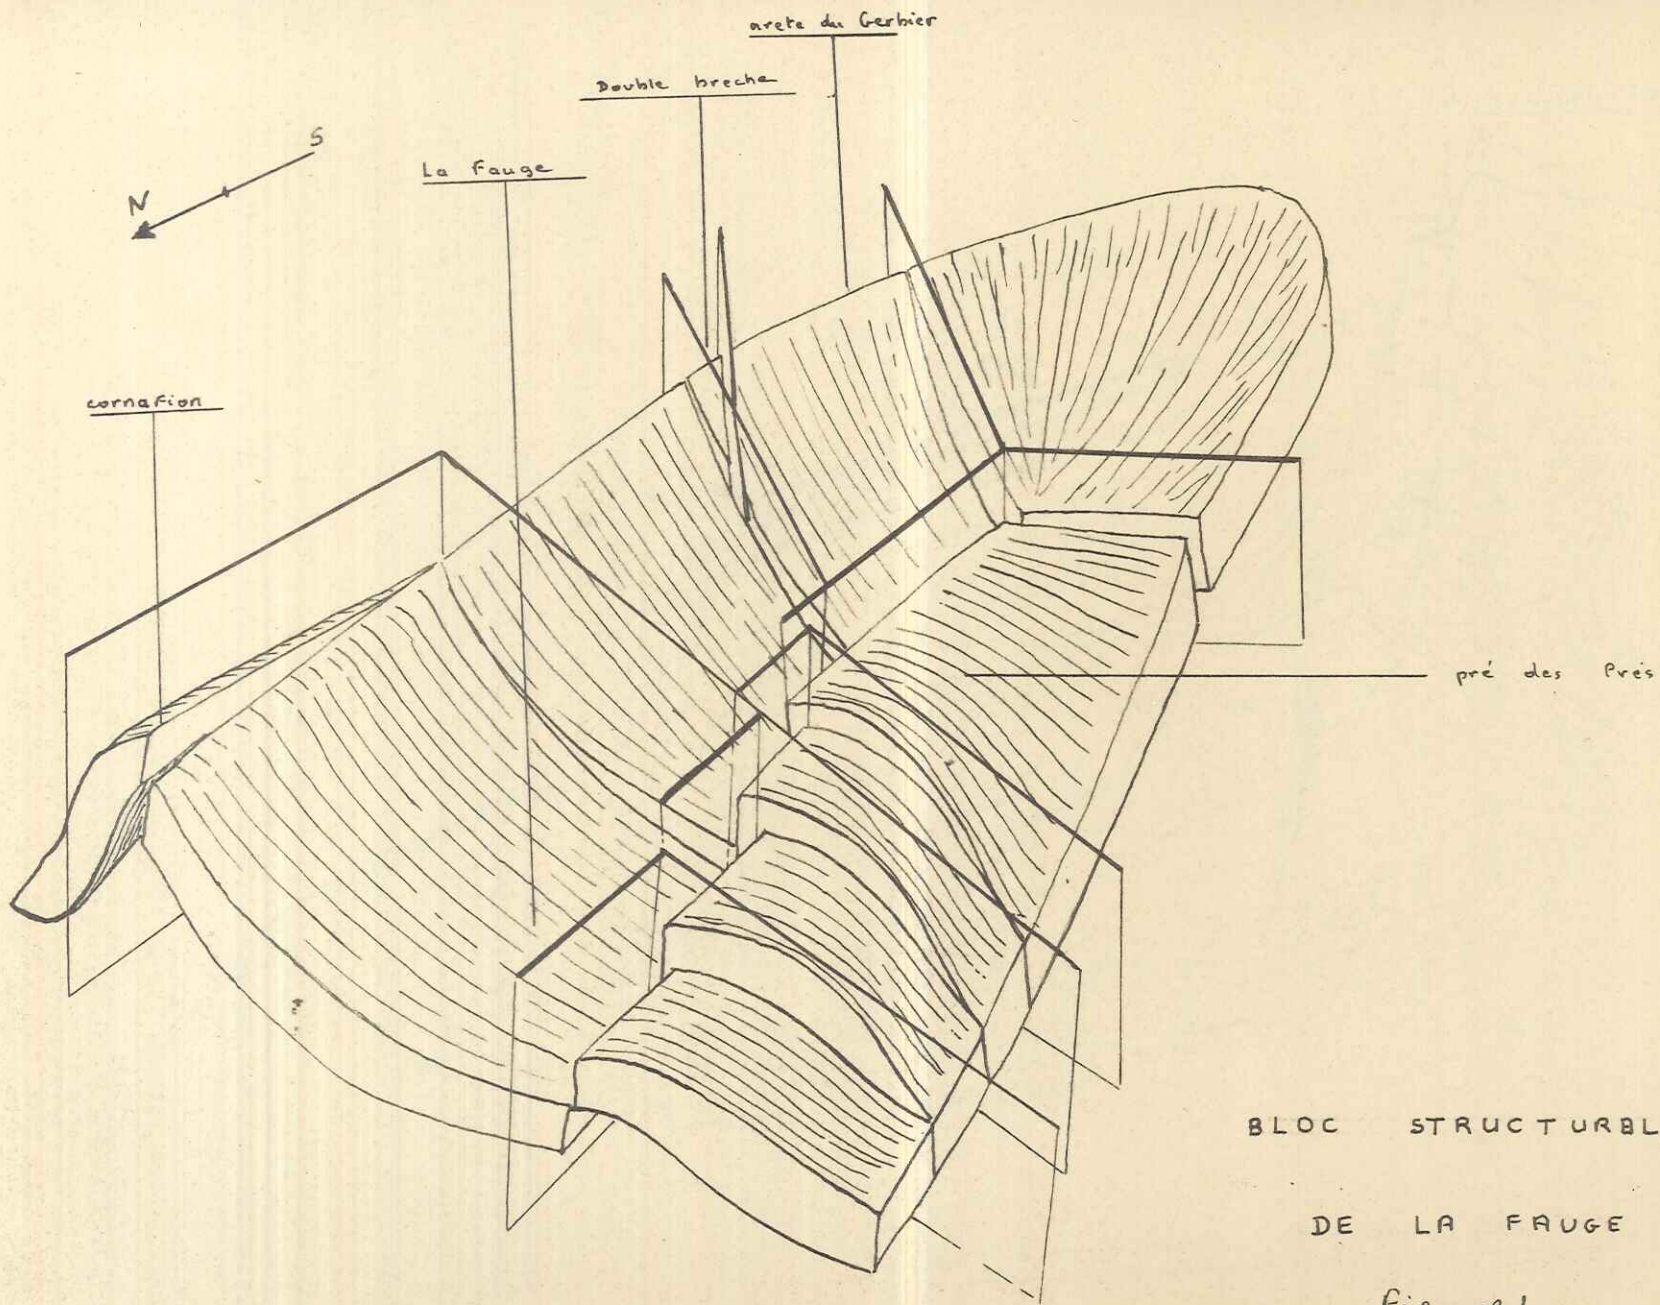 arete du Gerbier
Double breche
S
La Fauge
N
cornafion
pré des Prés
BLOC STRUCTURBL
DE LA FAUGE